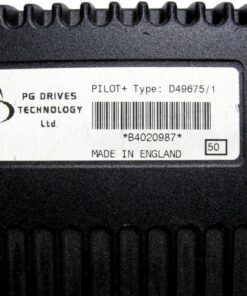 PG DRIVES
TECHNOLOGY
Ltd.
PILOT+ Type: D49675/1
*B4020987*
MADE IN ENGLAND
50